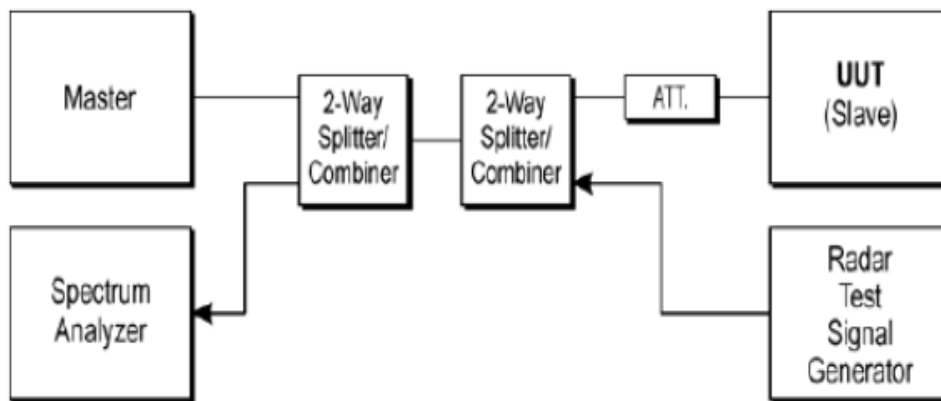 Master
2-Way
Splitter/
Combiner
2-Way
Splitter/
Combiner
ATT.
UUT
(Slave)
Spectrum
Analyzer
Radar
Test
Signal
Generator